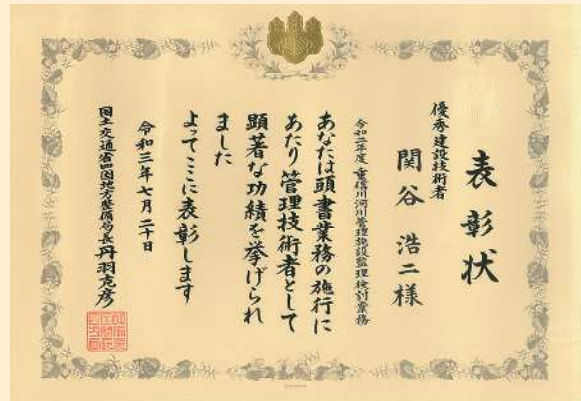 表彰状
優秀建設技術者
関谷浩二様
令和二年度 重信川河川管理施設監理検討業務
あなたは頭書業務の施行に
あたり管理技術者として
顕著な功績を挙げられ
ました
よってここに表彰します
令和三年七月二十日
国土交通省四国地方整備局長 丹羽克彦